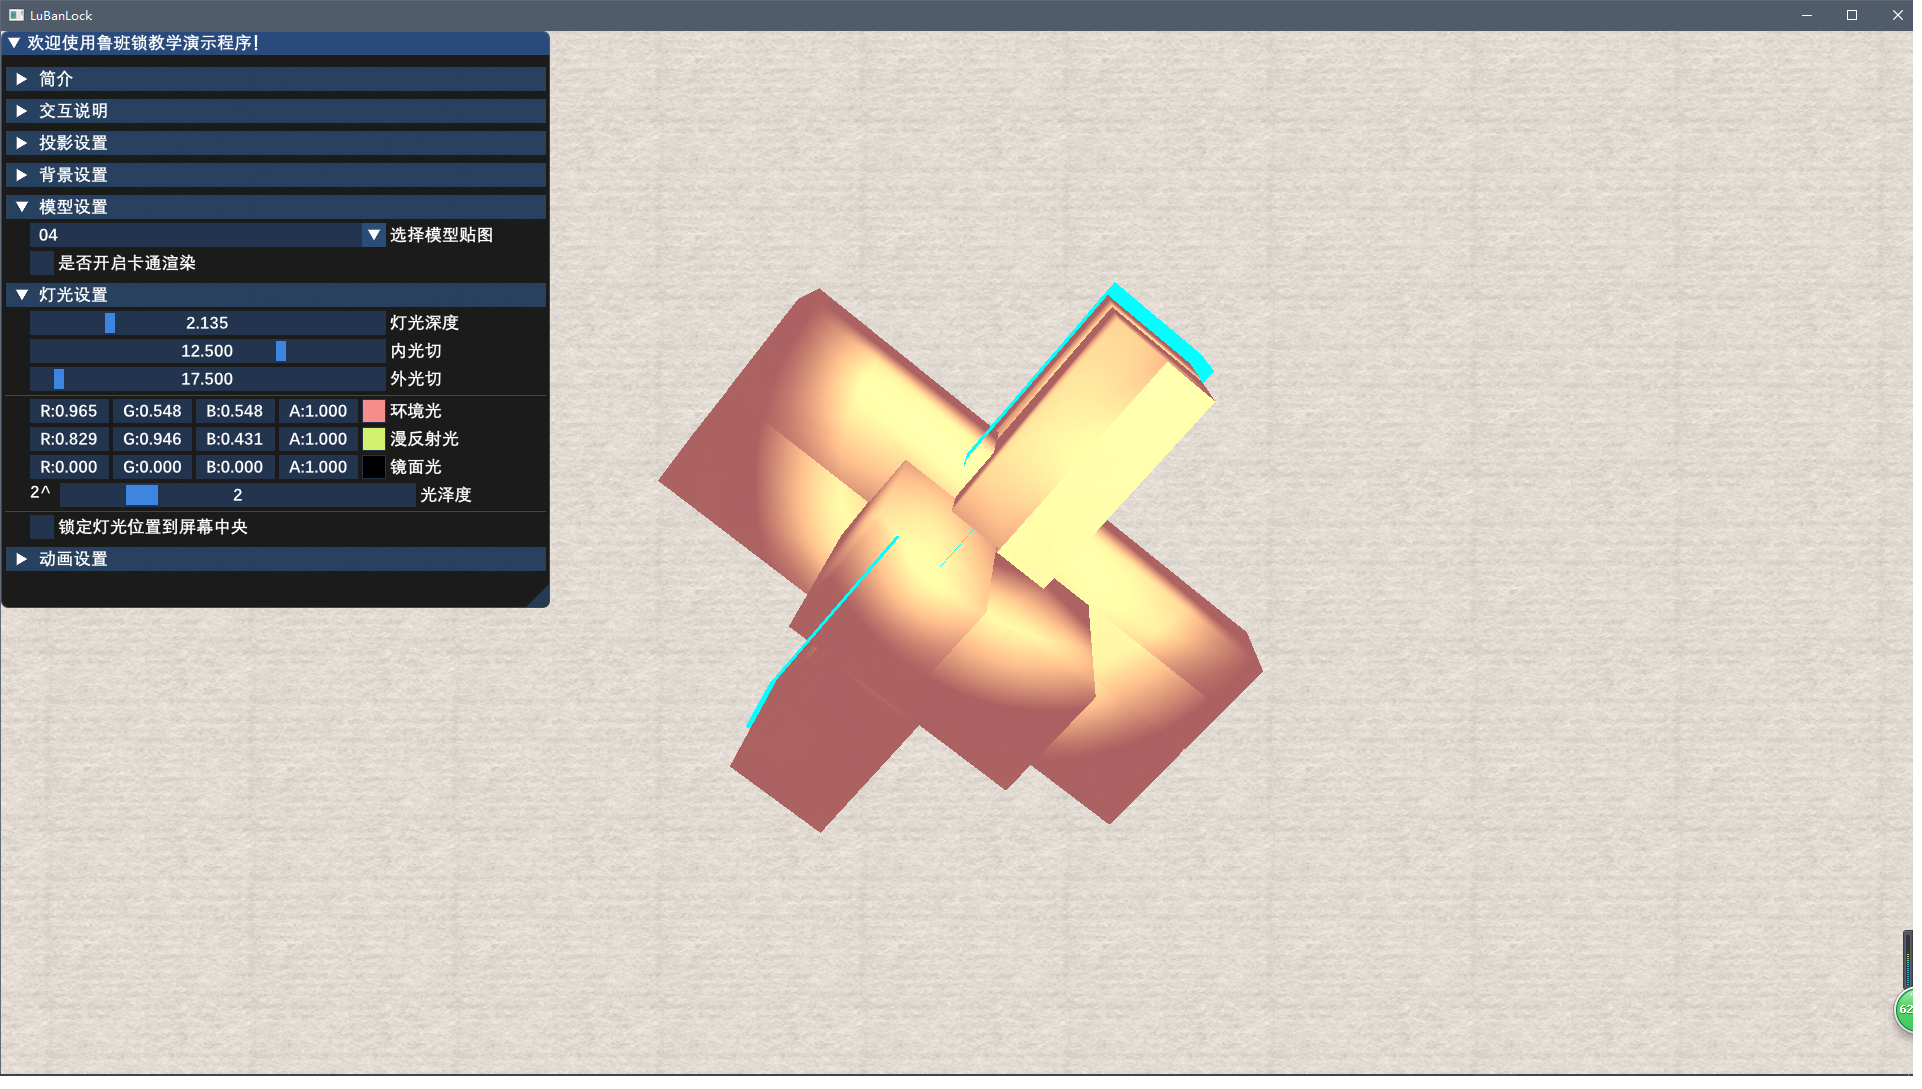 LuBanLock
欢迎使用鲁班锁教学演示程序!
简介
交互说明
投影设置
背景设置
模型设置
04 选择模型贴图
是否开启卡通渲染
灯光设置
2.135 灯光深度
12.500 内光切
17.500 外光切
R:0.965 G:0.548 B:0.548 A:1.000 环境光
R:0.829 G:0.946 B:0.431 A:1.000 漫反射光
R:0.000 G:0.000 B:0.000 A:1.000 镜面光
2^ 2 光泽度
锁定灯光位置到屏幕中央
动画设置
62